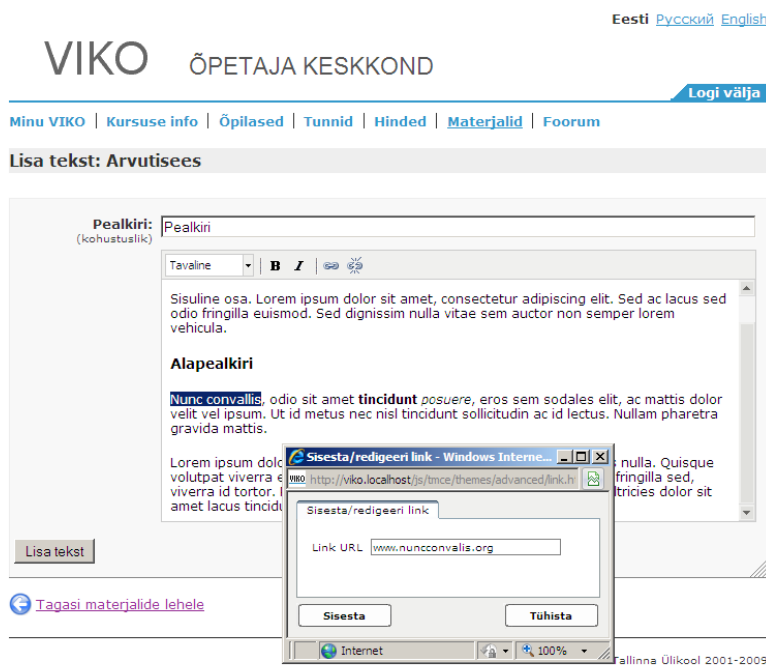 Eesti Русский English
VIKO ÕPETAJA KESKKOND
Logi välja
Minu VIKO | Kursuse info | Õpilased | Tunnid | Hinded | Materjalid | Foorum
Lisa tekst: Arvutisees
Pealkiri: Pealkiri
(kohustuslik)
Tavaline B I
Sisuline osa. Lorem ipsum dolor sit amet, consectetur adipiscing elit. Sed ac lacus sed
odio fringilla euismod. Sed dignissim nulla vitae sem auctor non semper lorem
vehicula.
Alapealkiri
Nunc convallis, odio sit amet tincidunt posuere, eros sem sodales elit, ac mattis dolor
velit vel ipsum. Ut id metus nec nisl tincidunt sollicitudin ac id lectus. Nullam pharetra
gravida mattis.
Lorem ipsum dolo
s nulla. Quisque
volutpat viverra e
fringilla sed,
viverra id tortor.
ltricies dolor sit
amet lacus tincidu
Sisesta/redigeeri link - Windows Interne...
VIKO http://viko.localhost/js/tmce/themes/advanced/link.h
Sisesta/redigeeri link
Link URL www.nuncconvalis.org
Sisesta Tühista
Internet 100%
Lisa tekst
Tagasi materjalide lehele
Tallinna Ülikool 2001-2009